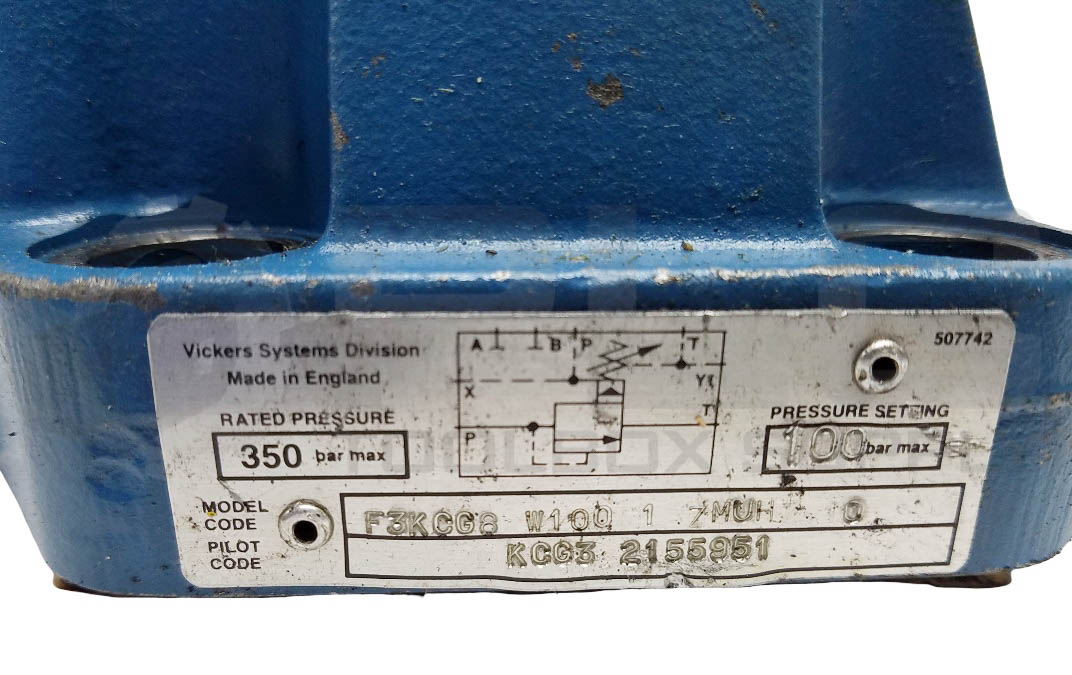 507742
Vickers Systems Division
Made in England
A B P T
X Y
P T
RATED PRESSURE
350 bar max
PRESSURE SETTING
100 bar max
MODEL CODE
F3KCG8 W100 1 ZMUH 0
PILOT CODE
KCG3 2155951